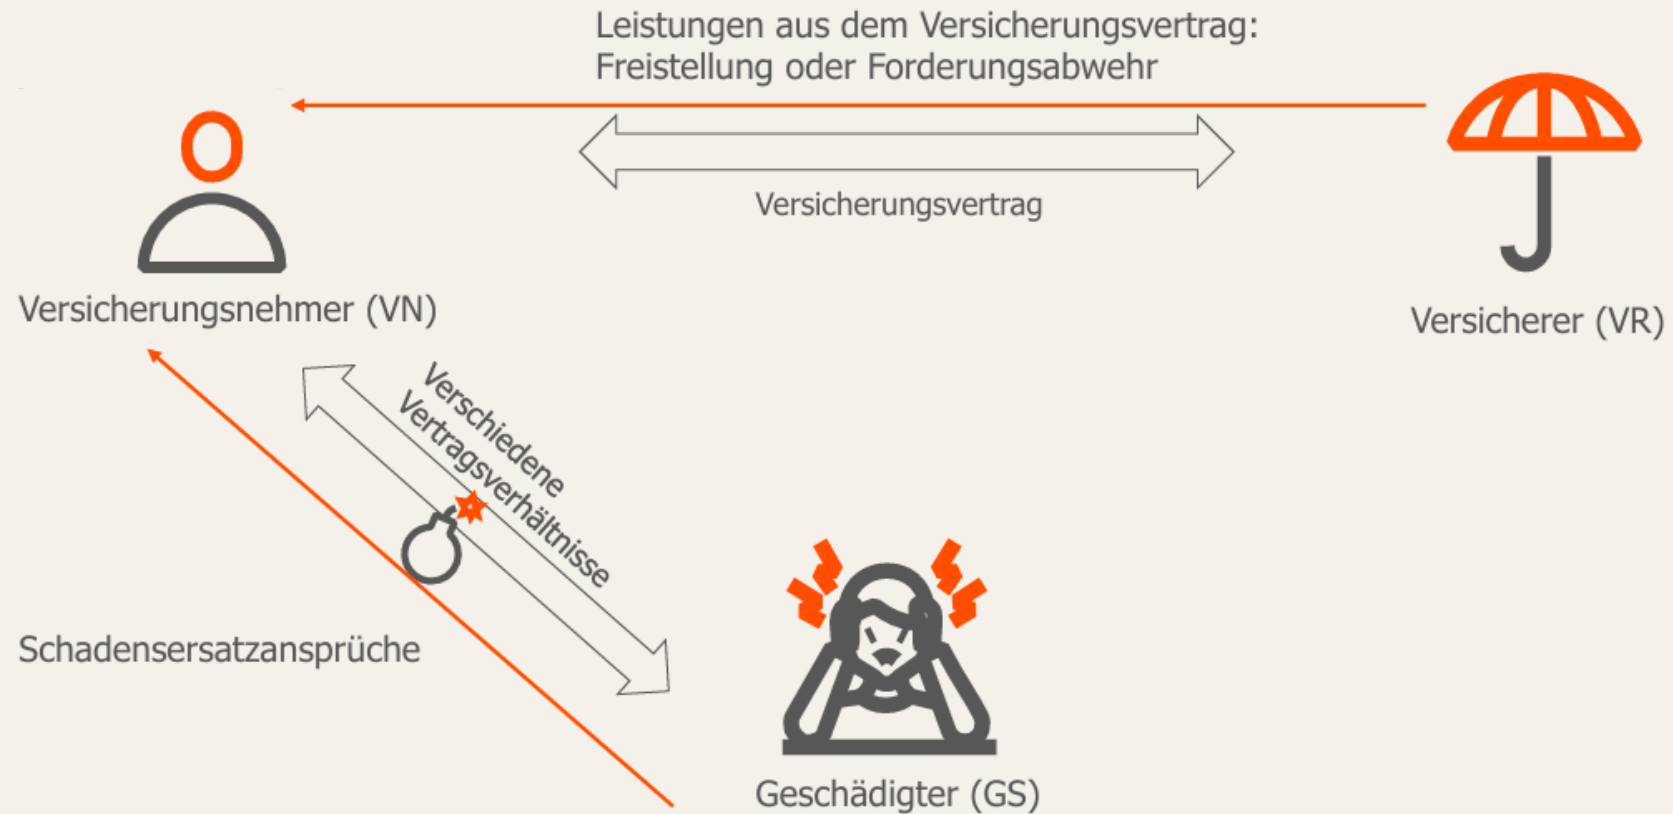 Leistungen aus dem Versicherungsvertrag:
Freistellung oder Forderungsabwehr
Versicherungsvertrag
Versicherungsnehmer (VN)
Versicherer (VR)
Verschiedene
Vertragsverhältnisse
Schadensersatzansprüche
Geschädigter (GS)